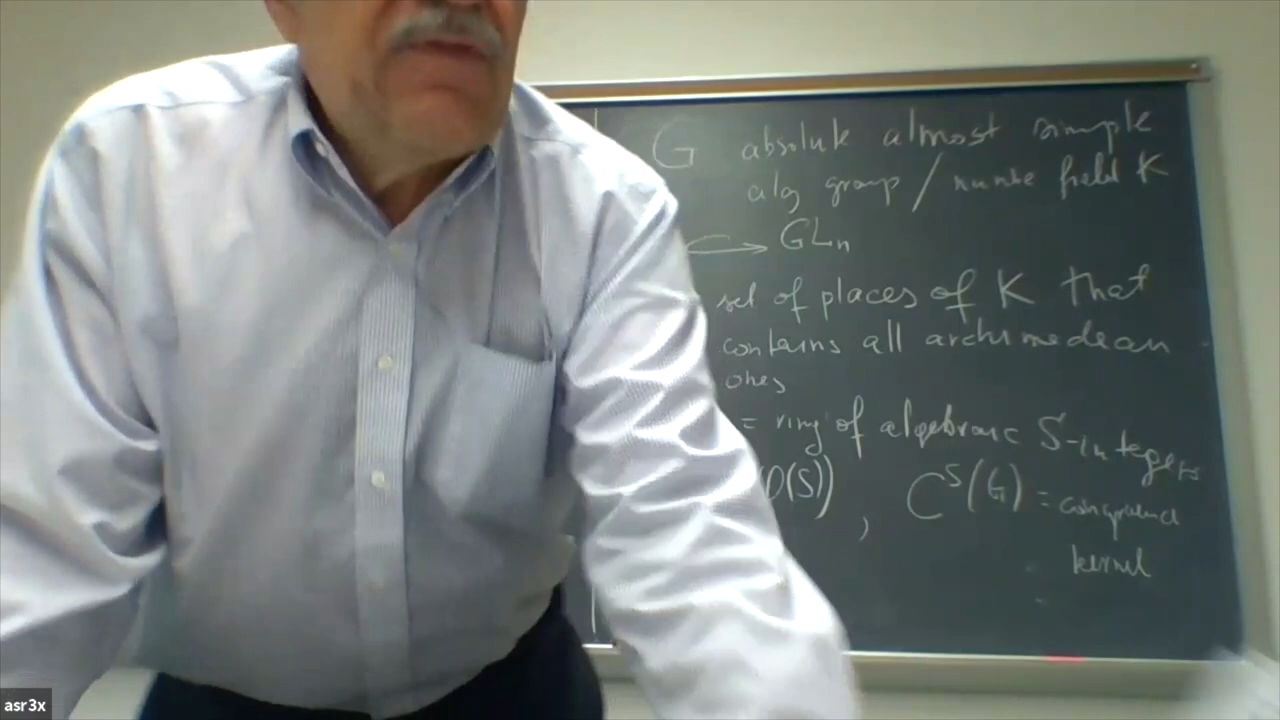 G absolute almost simple
alg group / number field K
↪ GLn
set of places of K that
contains all archimedean
ones
= ring of algebraic S-integers
O(S)) , C^S(G) = congruence
kernel
asr3x